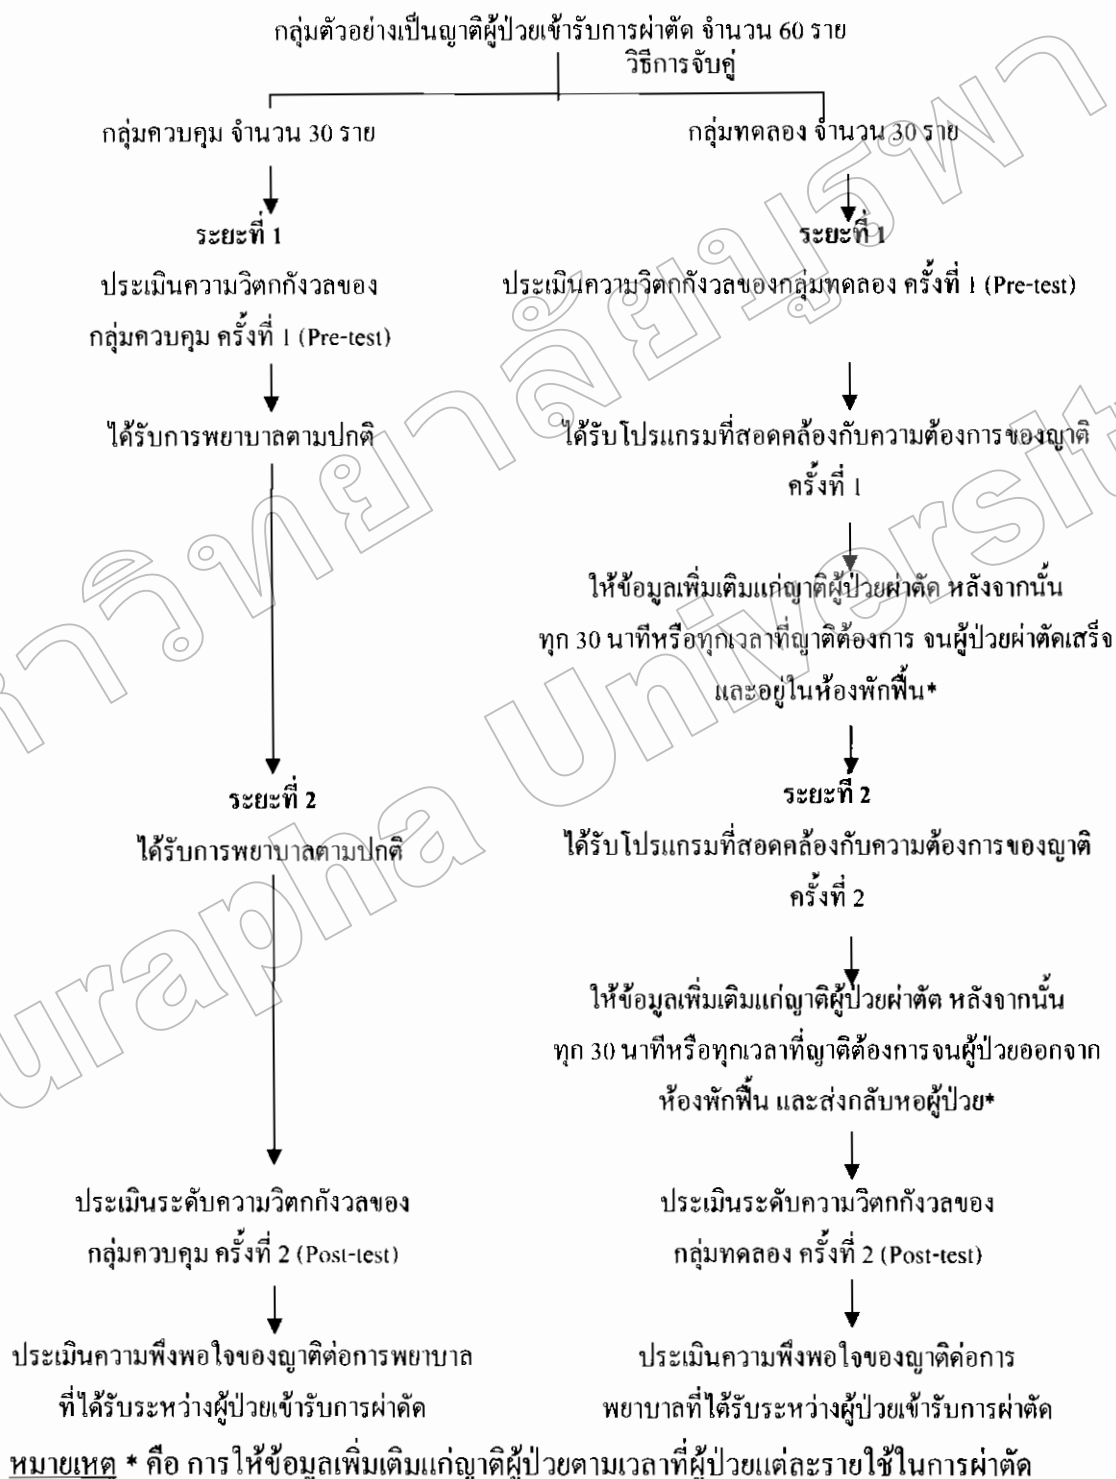 กลุ่มตัวอย่างเป็นญาติผู้ป่วยเข้ารับการผ่าตัด จำนวน 60 ราย
วิธีการจับคู่
กลุ่มควบคุม จำนวน 30 ราย
กลุ่มทดลอง จำนวน 30 ราย
ระยะที่ 1
ประเมินความวิตกกังวลของ
กลุ่มควบคุม ครั้งที่ 1 (Pre-test)
ได้รับการพยาบาลตามปกติ
ระยะที่ 2
ได้รับการพยาบาลตามปกติ
ประเมินระดับความวิตกกังวลของ
กลุ่มควบคุม ครั้งที่ 2 (Post-test)
ประเมินความพึงพอใจของญาติต่อการพยาบาล
ที่ได้รับระหว่างผู้ป่วยเข้ารับการผ่าตัด
ระยะที่ 1
ประเมินความวิตกกังวลของกลุ่มทดลอง ครั้งที่ 1 (Pre-test)
ได้รับโปรแกรมที่สอดคล้องกับความต้องการของญาติ
ครั้งที่ 1
ให้ข้อมูลเพิ่มเติมแก่ญาติผู้ป่วยผ่าตัด หลังจากนั้น
ทุก 30 นาทีหรือทุกเวลาที่ญาติต้องการ จนผู้ป่วยผ่าตัดเสร็จ
และอยู่ในห้องพักฟื้น*
ระยะที่ 2
ได้รับโปรแกรมที่สอดคล้องกับความต้องการของญาติ
ครั้งที่ 2
ให้ข้อมูลเพิ่มเติมแก่ญาติผู้ป่วยผ่าตัด หลังจากนั้น
ทุก 30 นาทีหรือทุกเวลาที่ญาติต้องการจนผู้ป่วยออกจาก
ห้องพักฟื้น และส่งกลับหอผู้ป่วย*
ประเมินระดับความวิตกกังวลของ
กลุ่มทดลอง ครั้งที่ 2 (Post-test)
ประเมินความพึงพอใจของญาติต่อการ
พยาบาลที่ได้รับระหว่างผู้ป่วยเข้ารับการผ่าตัด
หมายเหตุ * คือ การให้ข้อมูลเพิ่มเติมแก่ญาติผู้ป่วยตามเวลาที่ผู้ป่วยแต่ละรายใช้ในการผ่าตัด
หาวิทยาลัยบูรพา
urapha Universit